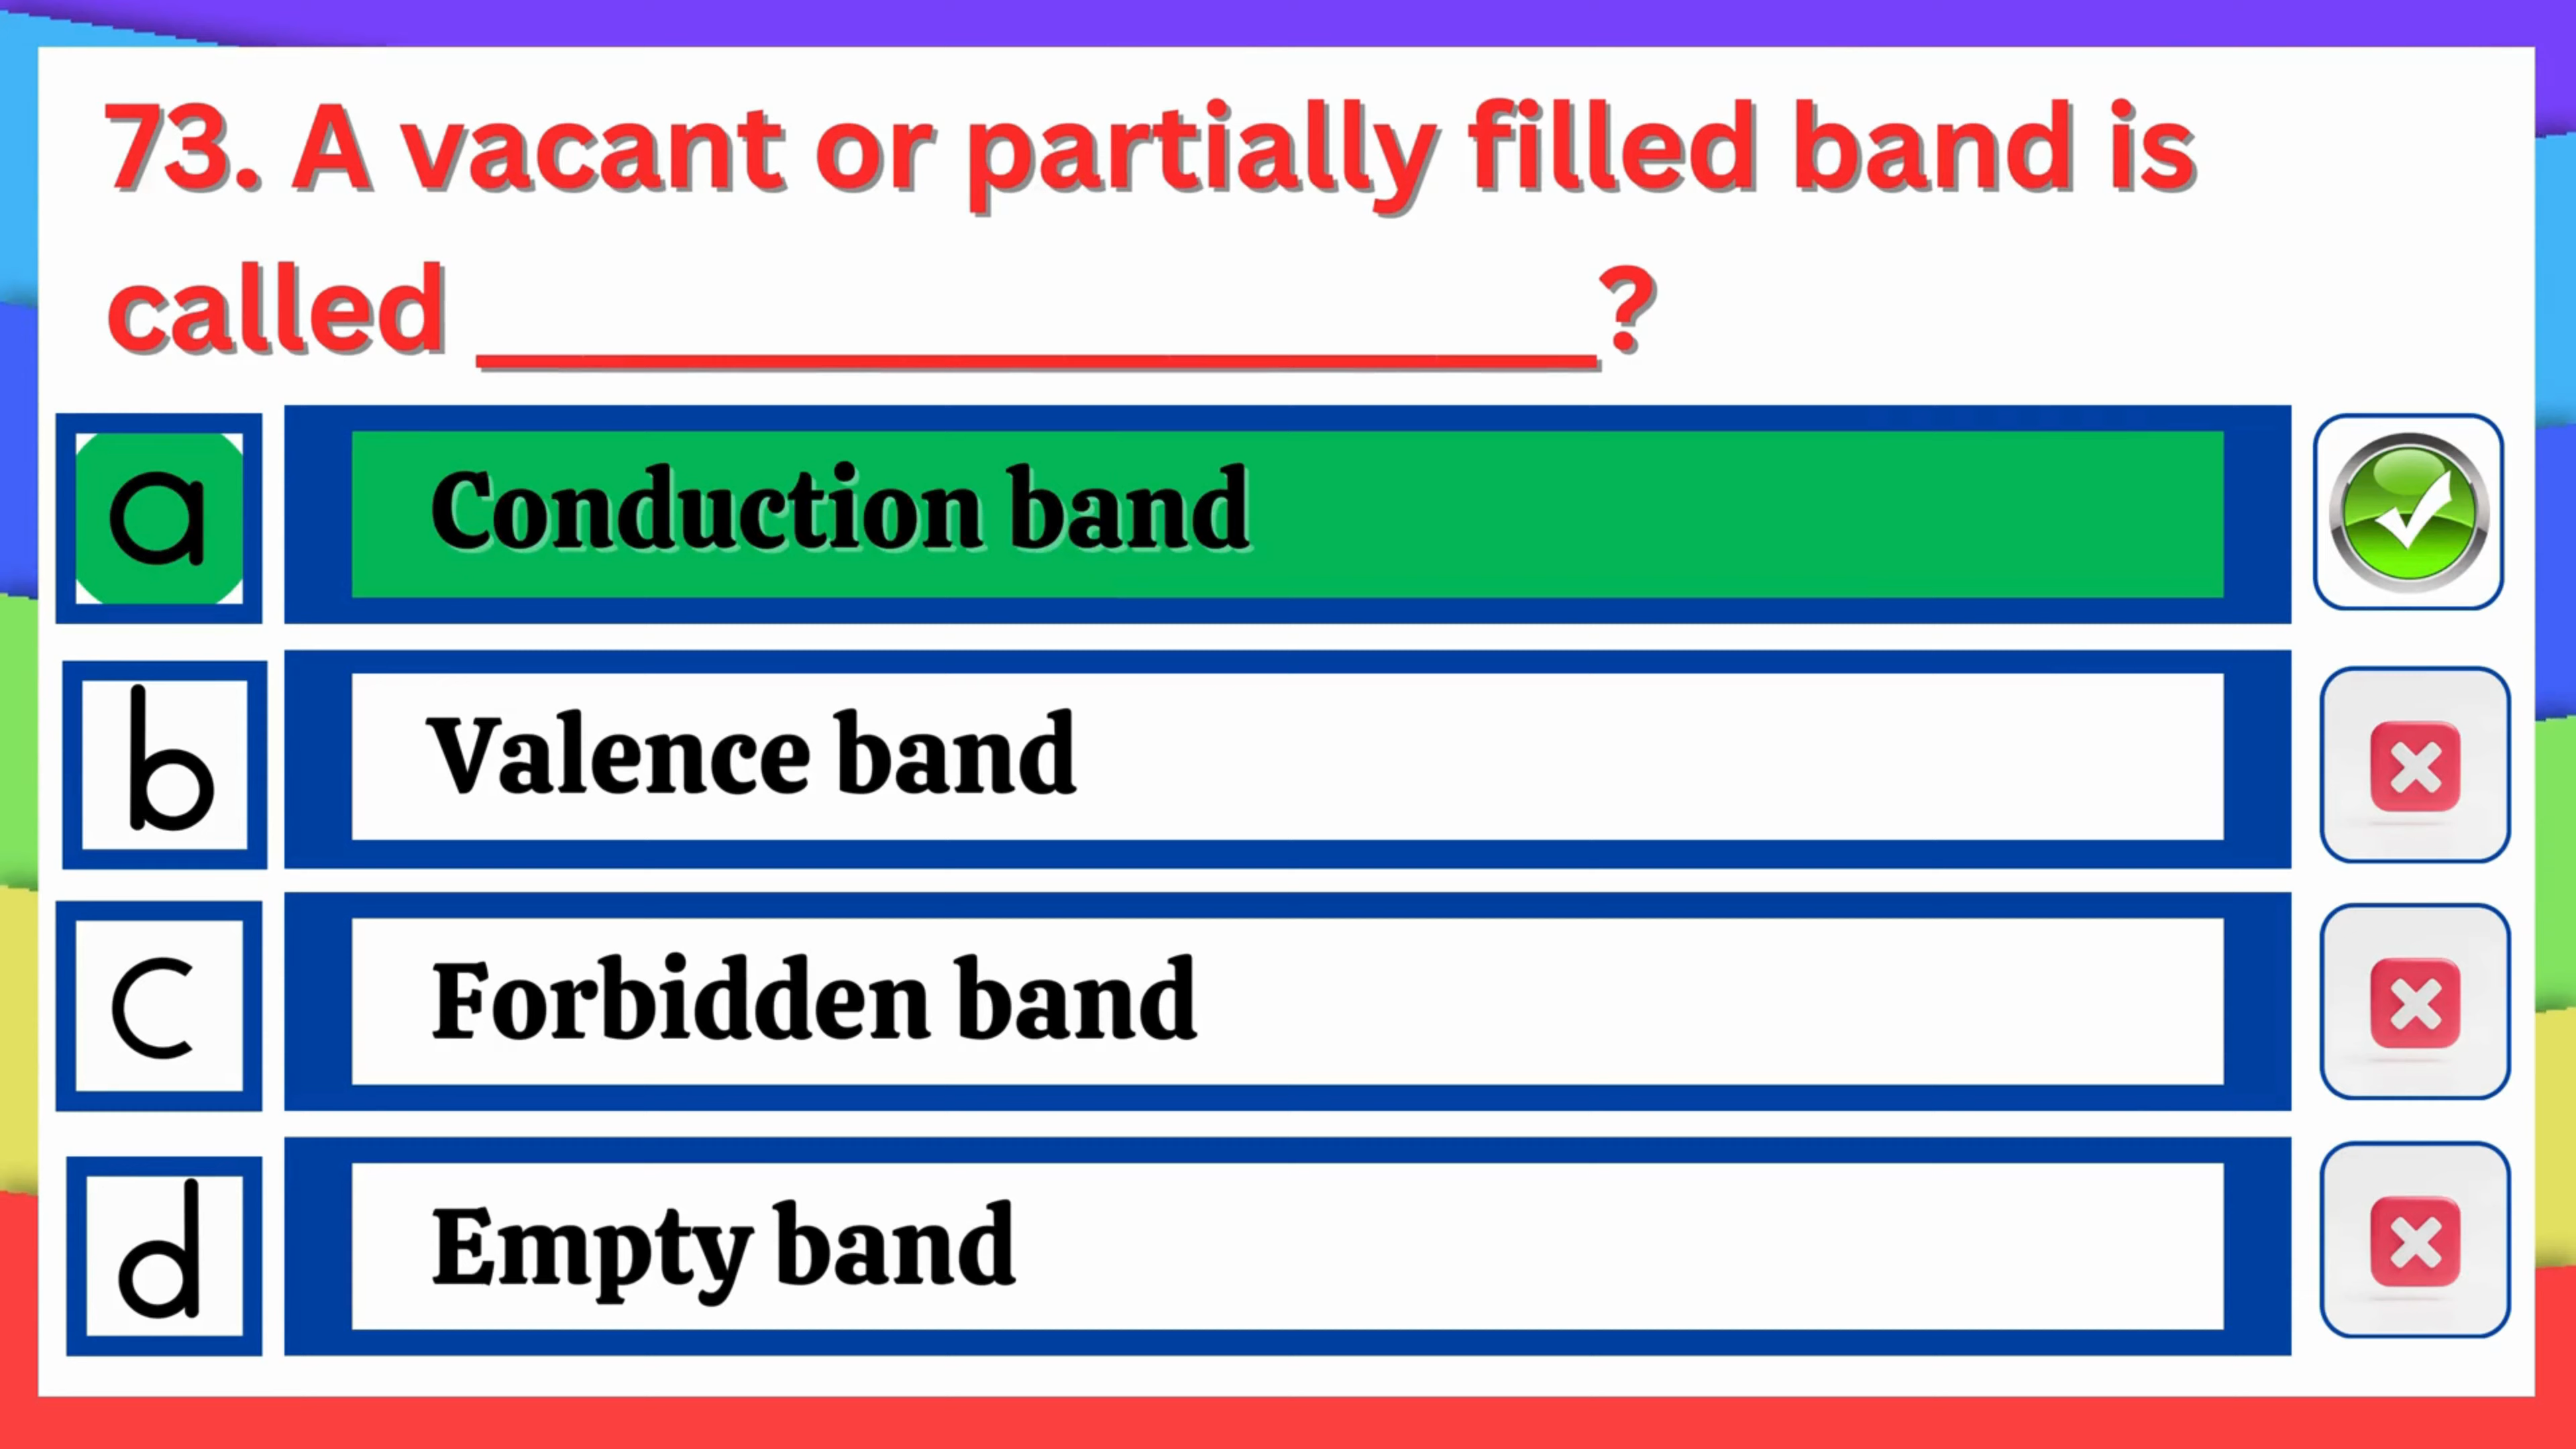 73. A vacant or partially filled band is
called ____________________?
a Conduction band
b Valence band
c Forbidden band
d Empty band